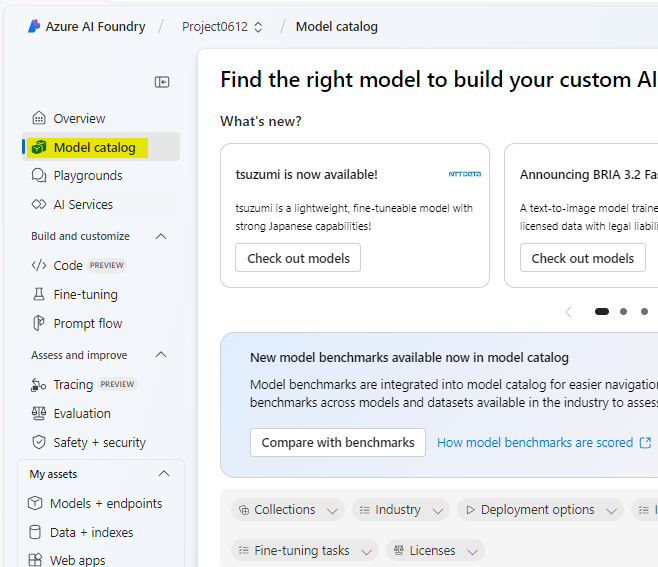 Azure AI Foundry / Project0612 / Model catalog
Overview
Model catalog
Playgrounds
AI Services
Build and customize
Code PREVIEW
Fine-tuning
Prompt flow
Assess and improve
Tracing PREVIEW
Evaluation
Safety + security
My assets
Models + endpoints
Data + indexes
Web apps
Find the right model to build your custom AI
What's new?
tsuzumi is now available!
NTT DATA
tsuzumi is a lightweight, fine-tuneable model with
strong Japanese capabilities!
Check out models
Announcing BRIA 3.2 Fas
A text-to-image model traine
licensed data with legal liabili
Check out models
New model benchmarks available now in model catalog
Model benchmarks are integrated into model catalog for easier navigation
benchmarks across models and datasets available in the industry to assess
Compare with benchmarks
How model benchmarks are scored
Collections
Industry
Deployment options
Fine-tuning tasks
Licenses